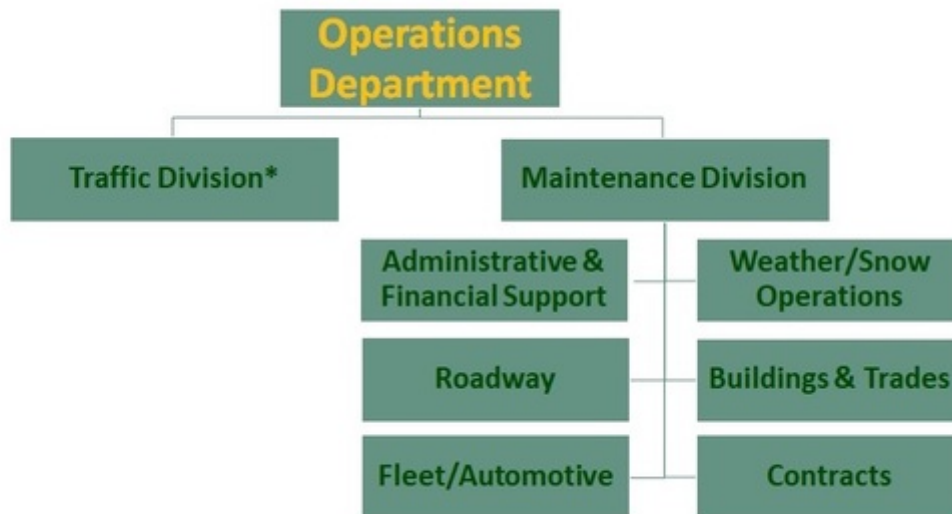 Operations
Department
Traffic Division*
Maintenance Division
Administrative &
Financial Support
Weather/Snow
Operations
Roadway
Buildings & Trades
Fleet/Automotive
Contracts